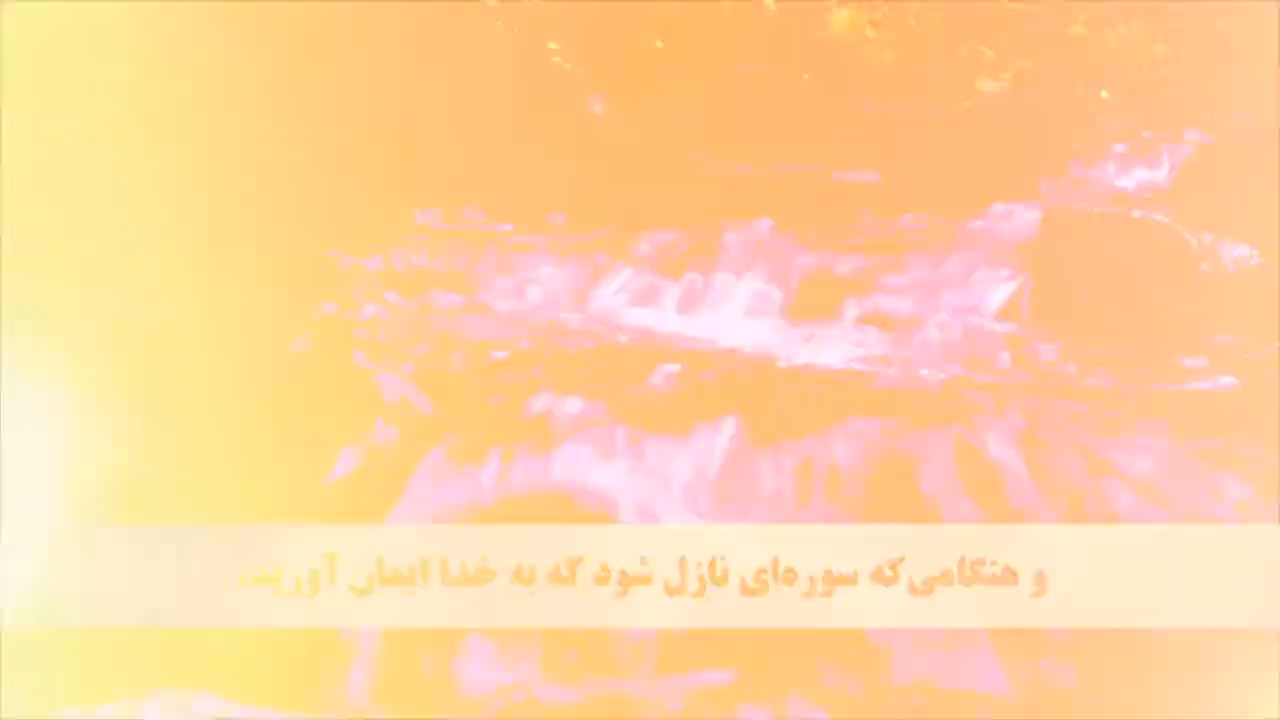 و هنگامی‌که سوره‌ای نازل شود که به خدا ایمان آورید